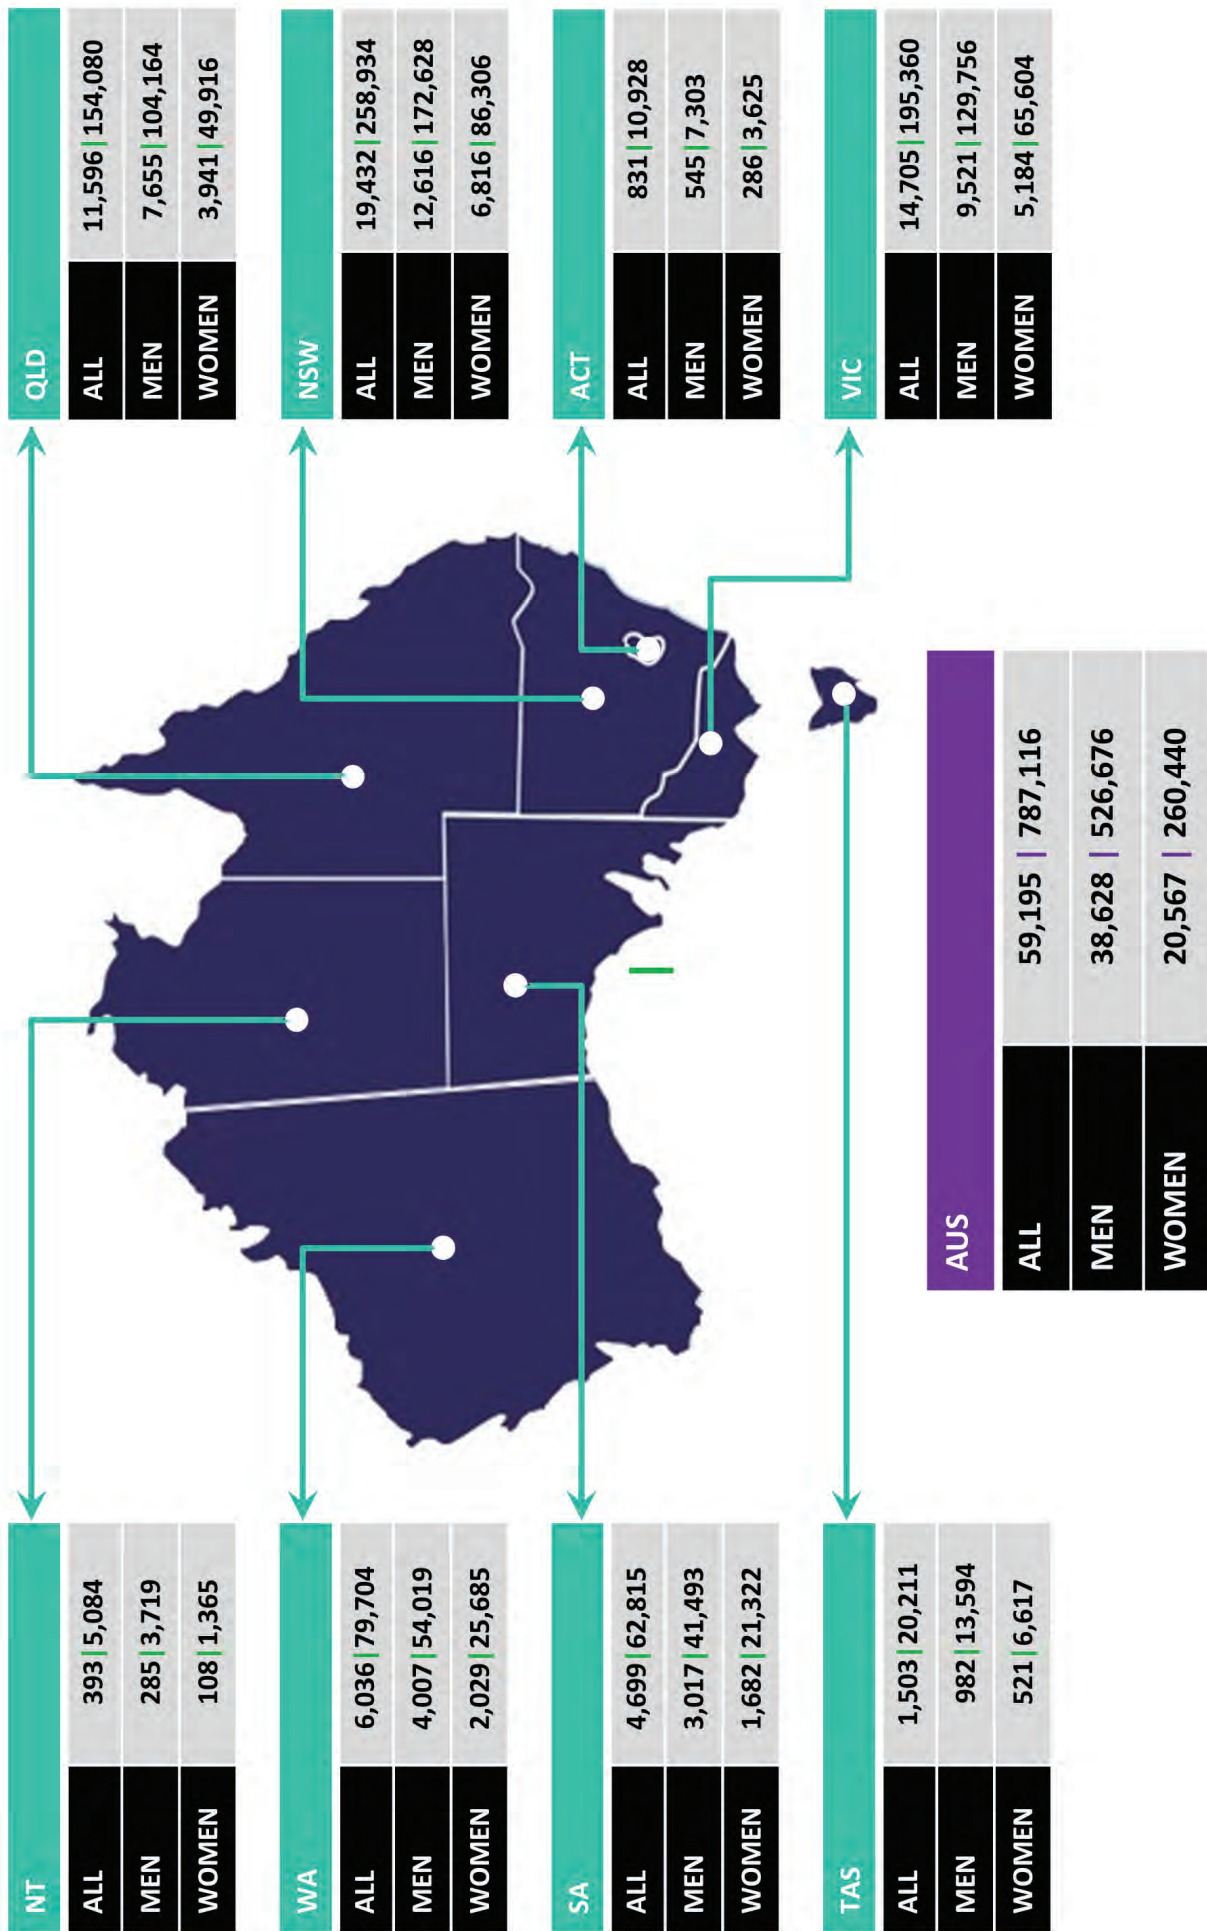 NT
ALL 393 | 5,084
MEN 285 | 3,719
WOMEN 108 | 1,365
WA
ALL 6,036 | 79,704
MEN 4,007 | 54,019
WOMEN 2,029 | 25,685
SA
ALL 4,699 | 62,815
MEN 3,017 | 41,493
WOMEN 1,682 | 21,322
TAS
ALL 1,503 | 20,211
MEN 982 | 13,594
WOMEN 521 | 6,617
QLD
ALL 11,596 | 154,080
MEN 7,655 | 104,164
WOMEN 3,941 | 49,916
NSW
ALL 19,432 | 258,934
MEN 12,616 | 172,628
WOMEN 6,816 | 86,306
ACT
ALL 831 | 10,928
MEN 545 | 7,303
WOMEN 286 | 3,625
VIC
ALL 14,705 | 195,360
MEN 9,521 | 129,756
WOMEN 5,184 | 65,604
AUS
ALL 59,195 | 787,116
MEN 38,628 | 526,676
WOMEN 20,567 | 260,440